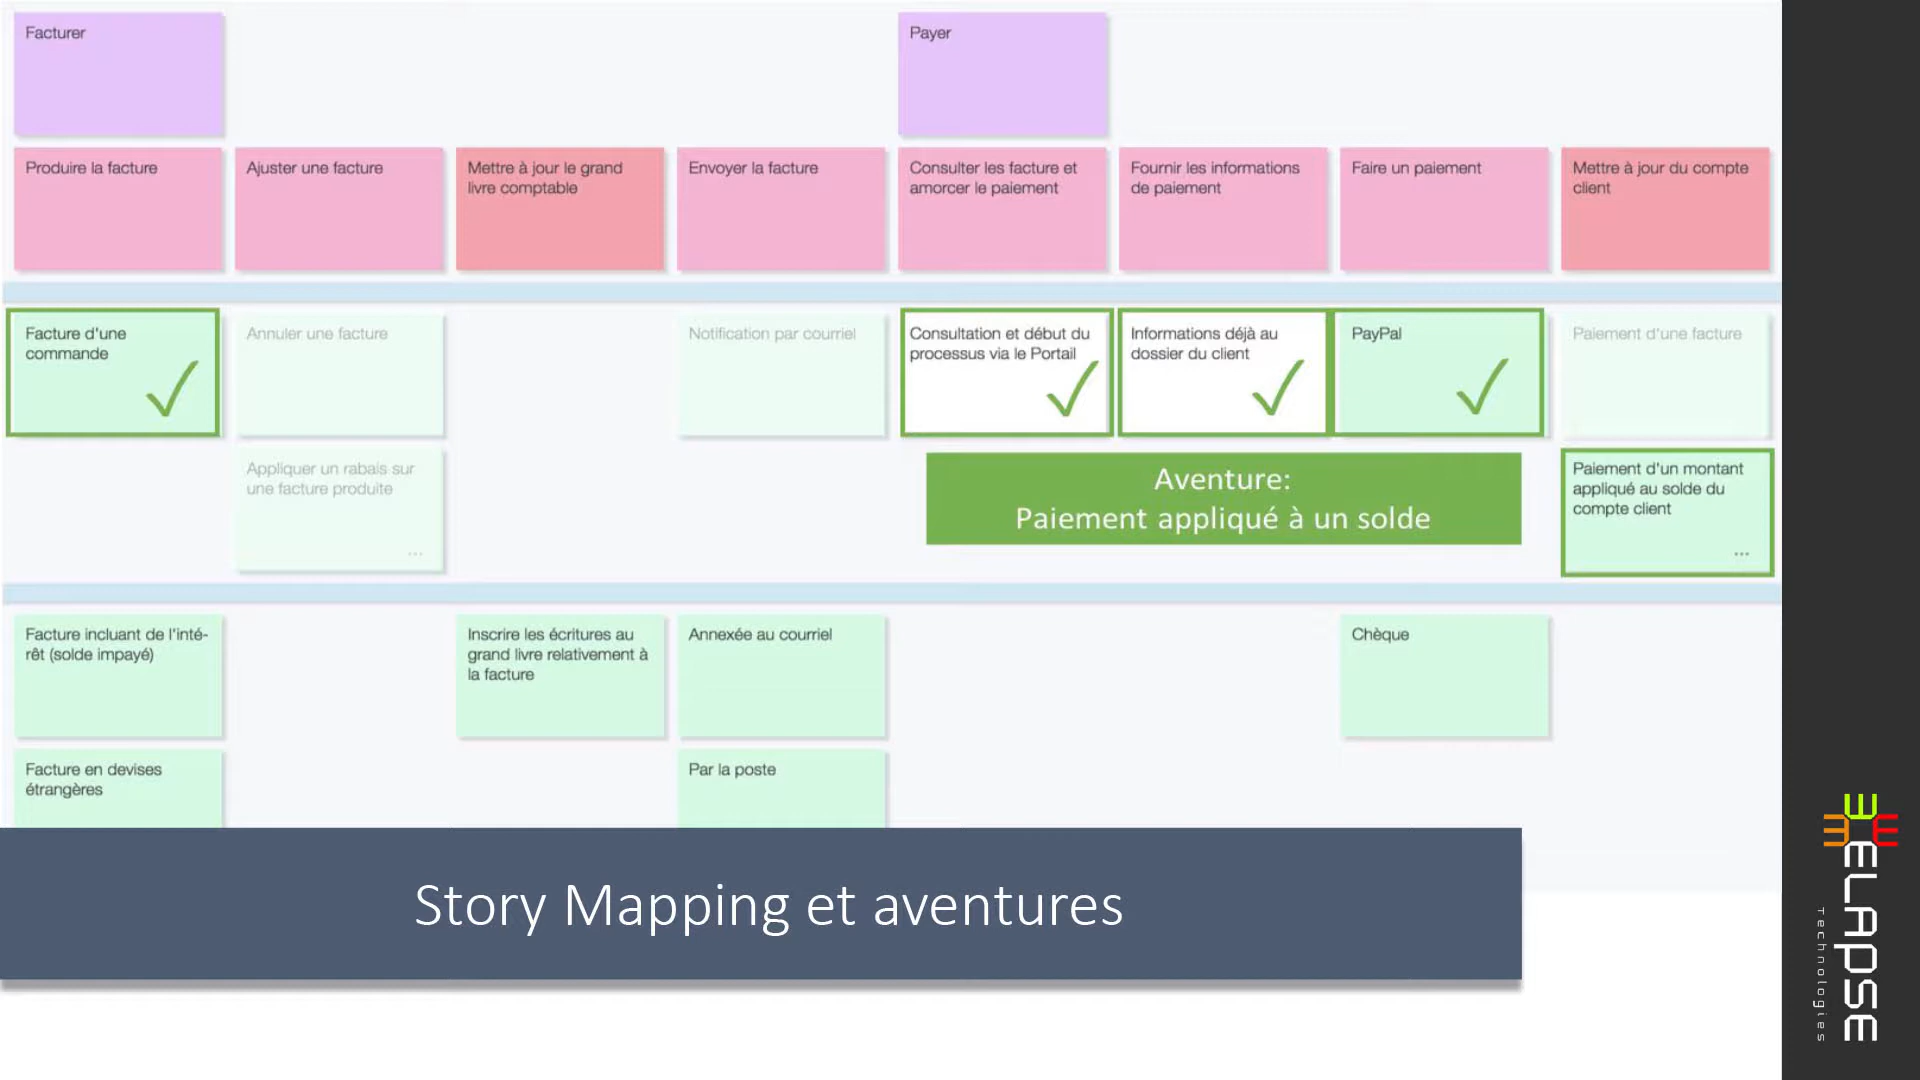 Facturer
Payer
Produire la facture
Ajuster une facture
Mettre à jour le grand
livre comptable
Envoyer la facture
Consulter les facture et
amorcer le paiement
Fournir les informations
de paiement
Faire un paiement
Mettre à jour du compte
client
Facture d'une
commande
Annuler une facture
Notification par courriel
Consultation et début du
processus via le Portail
Informations déjà au
dossier du client
PayPal
Paiement d'une facture
Appliquer un rabais sur
une facture produite
...
Aventure:
Paiement appliqué à un solde
Paiement d'un montant
appliqué au solde du
compte client
...
Facture incluant de l'inté-
rêt (solde impayé)
Inscrire les écritures au
grand livre relativement à
la facture
Annexée au courriel
Chèque
Facture en devises
étrangères
Par la poste
Story Mapping et aventures
ELAPSE
Technologies